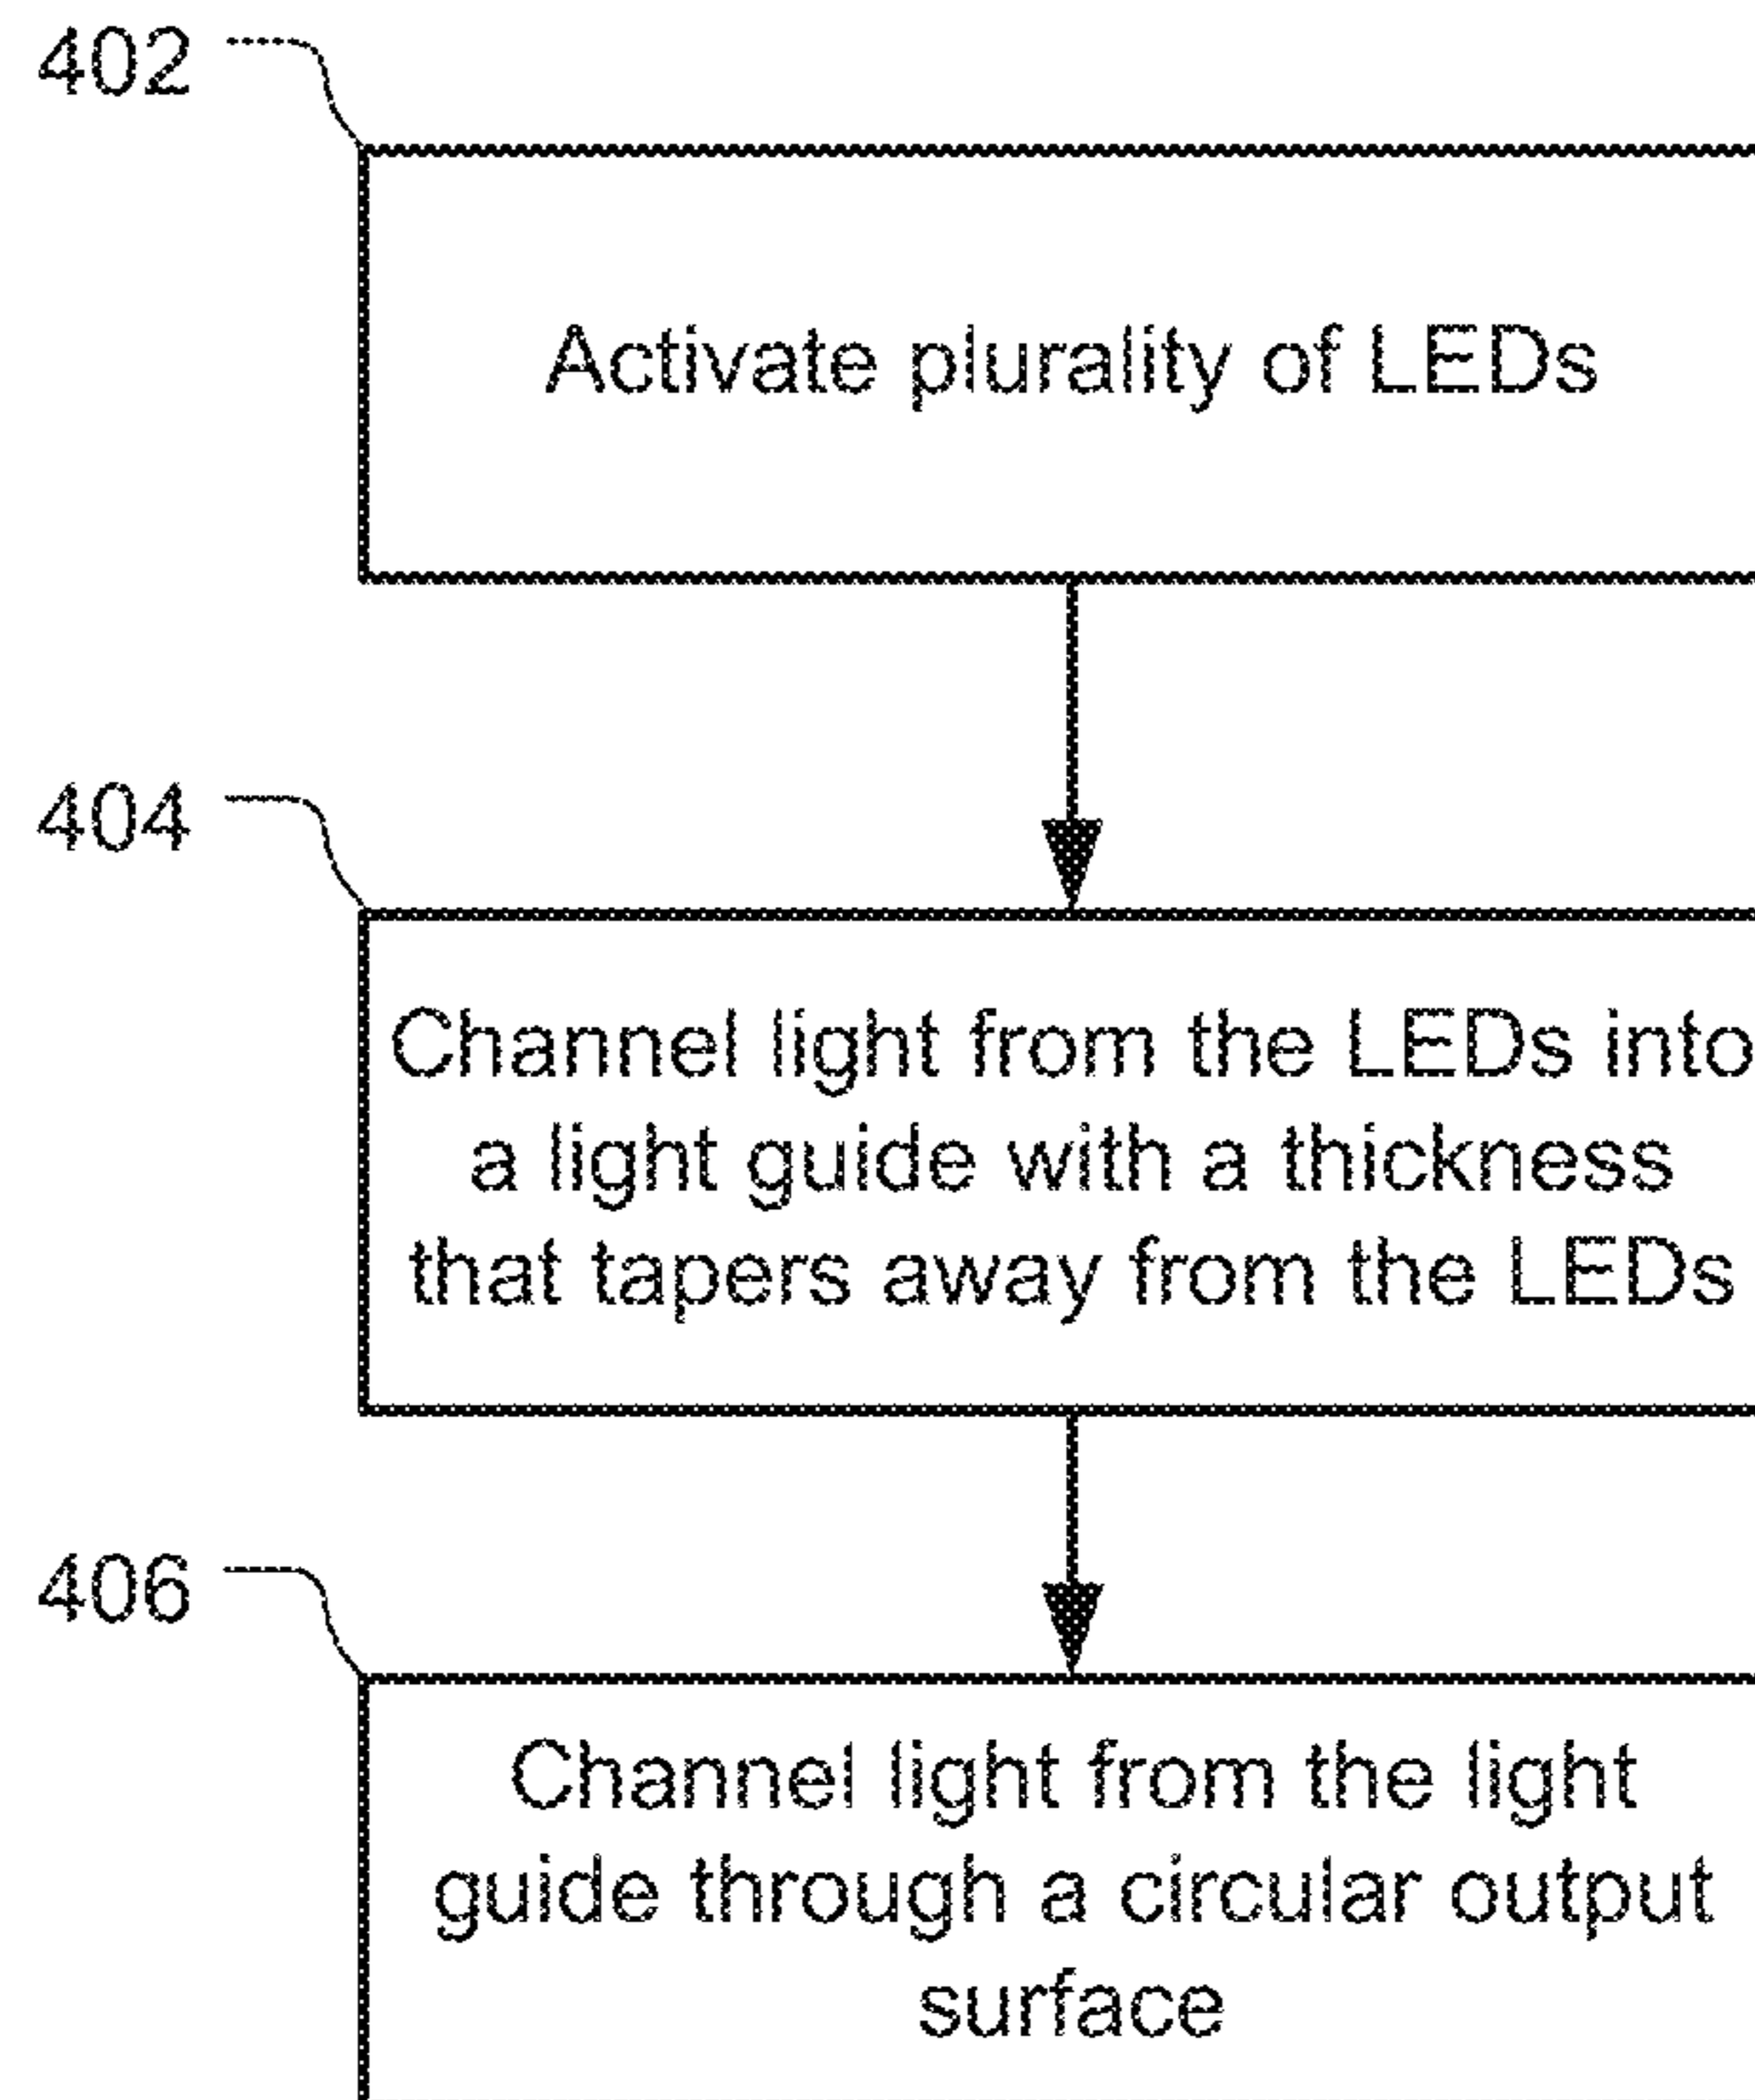 402
Activate plurality of LEDs
404
Channel light from the LEDs into
a light guide with a thickness
that tapers away from the LEDs
406
Channel light from the light
guide through a circular output
surface